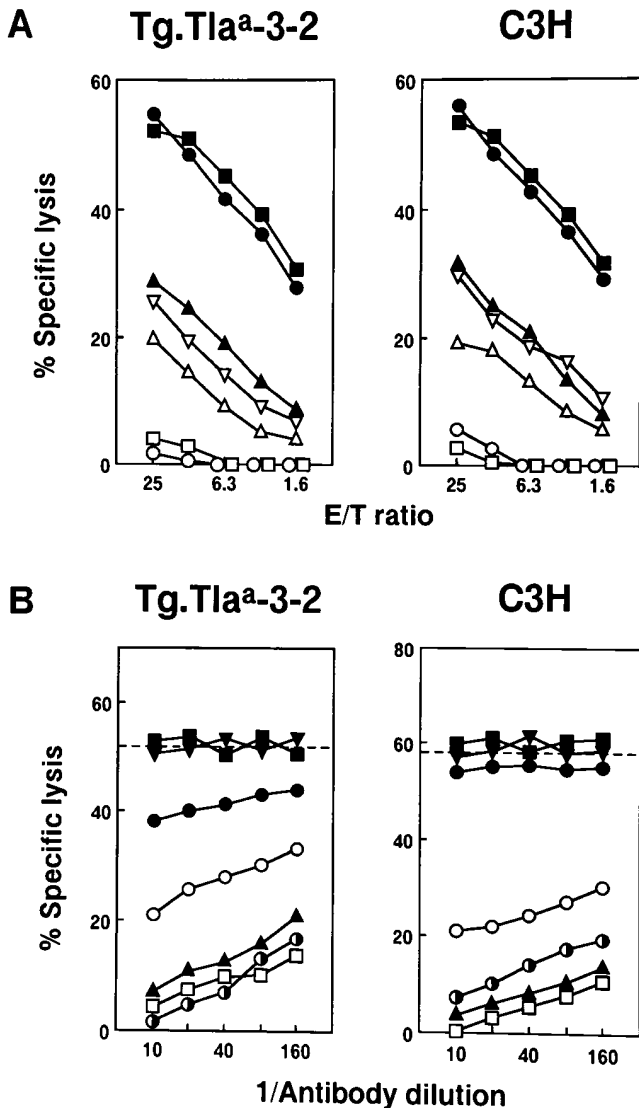 A
Tg.Tlaᵃ-3-2
C3H
% Specific lysis
60
40
20
0
25
6.3
1.6
60
40
20
0
25
6.3
1.6
E/T ratio
B
Tg.Tlaᵃ-3-2
C3H
% Specific lysis
60
40
20
0
10
40
160
80
60
40
20
0
10
40
160
1/Antibody dilution